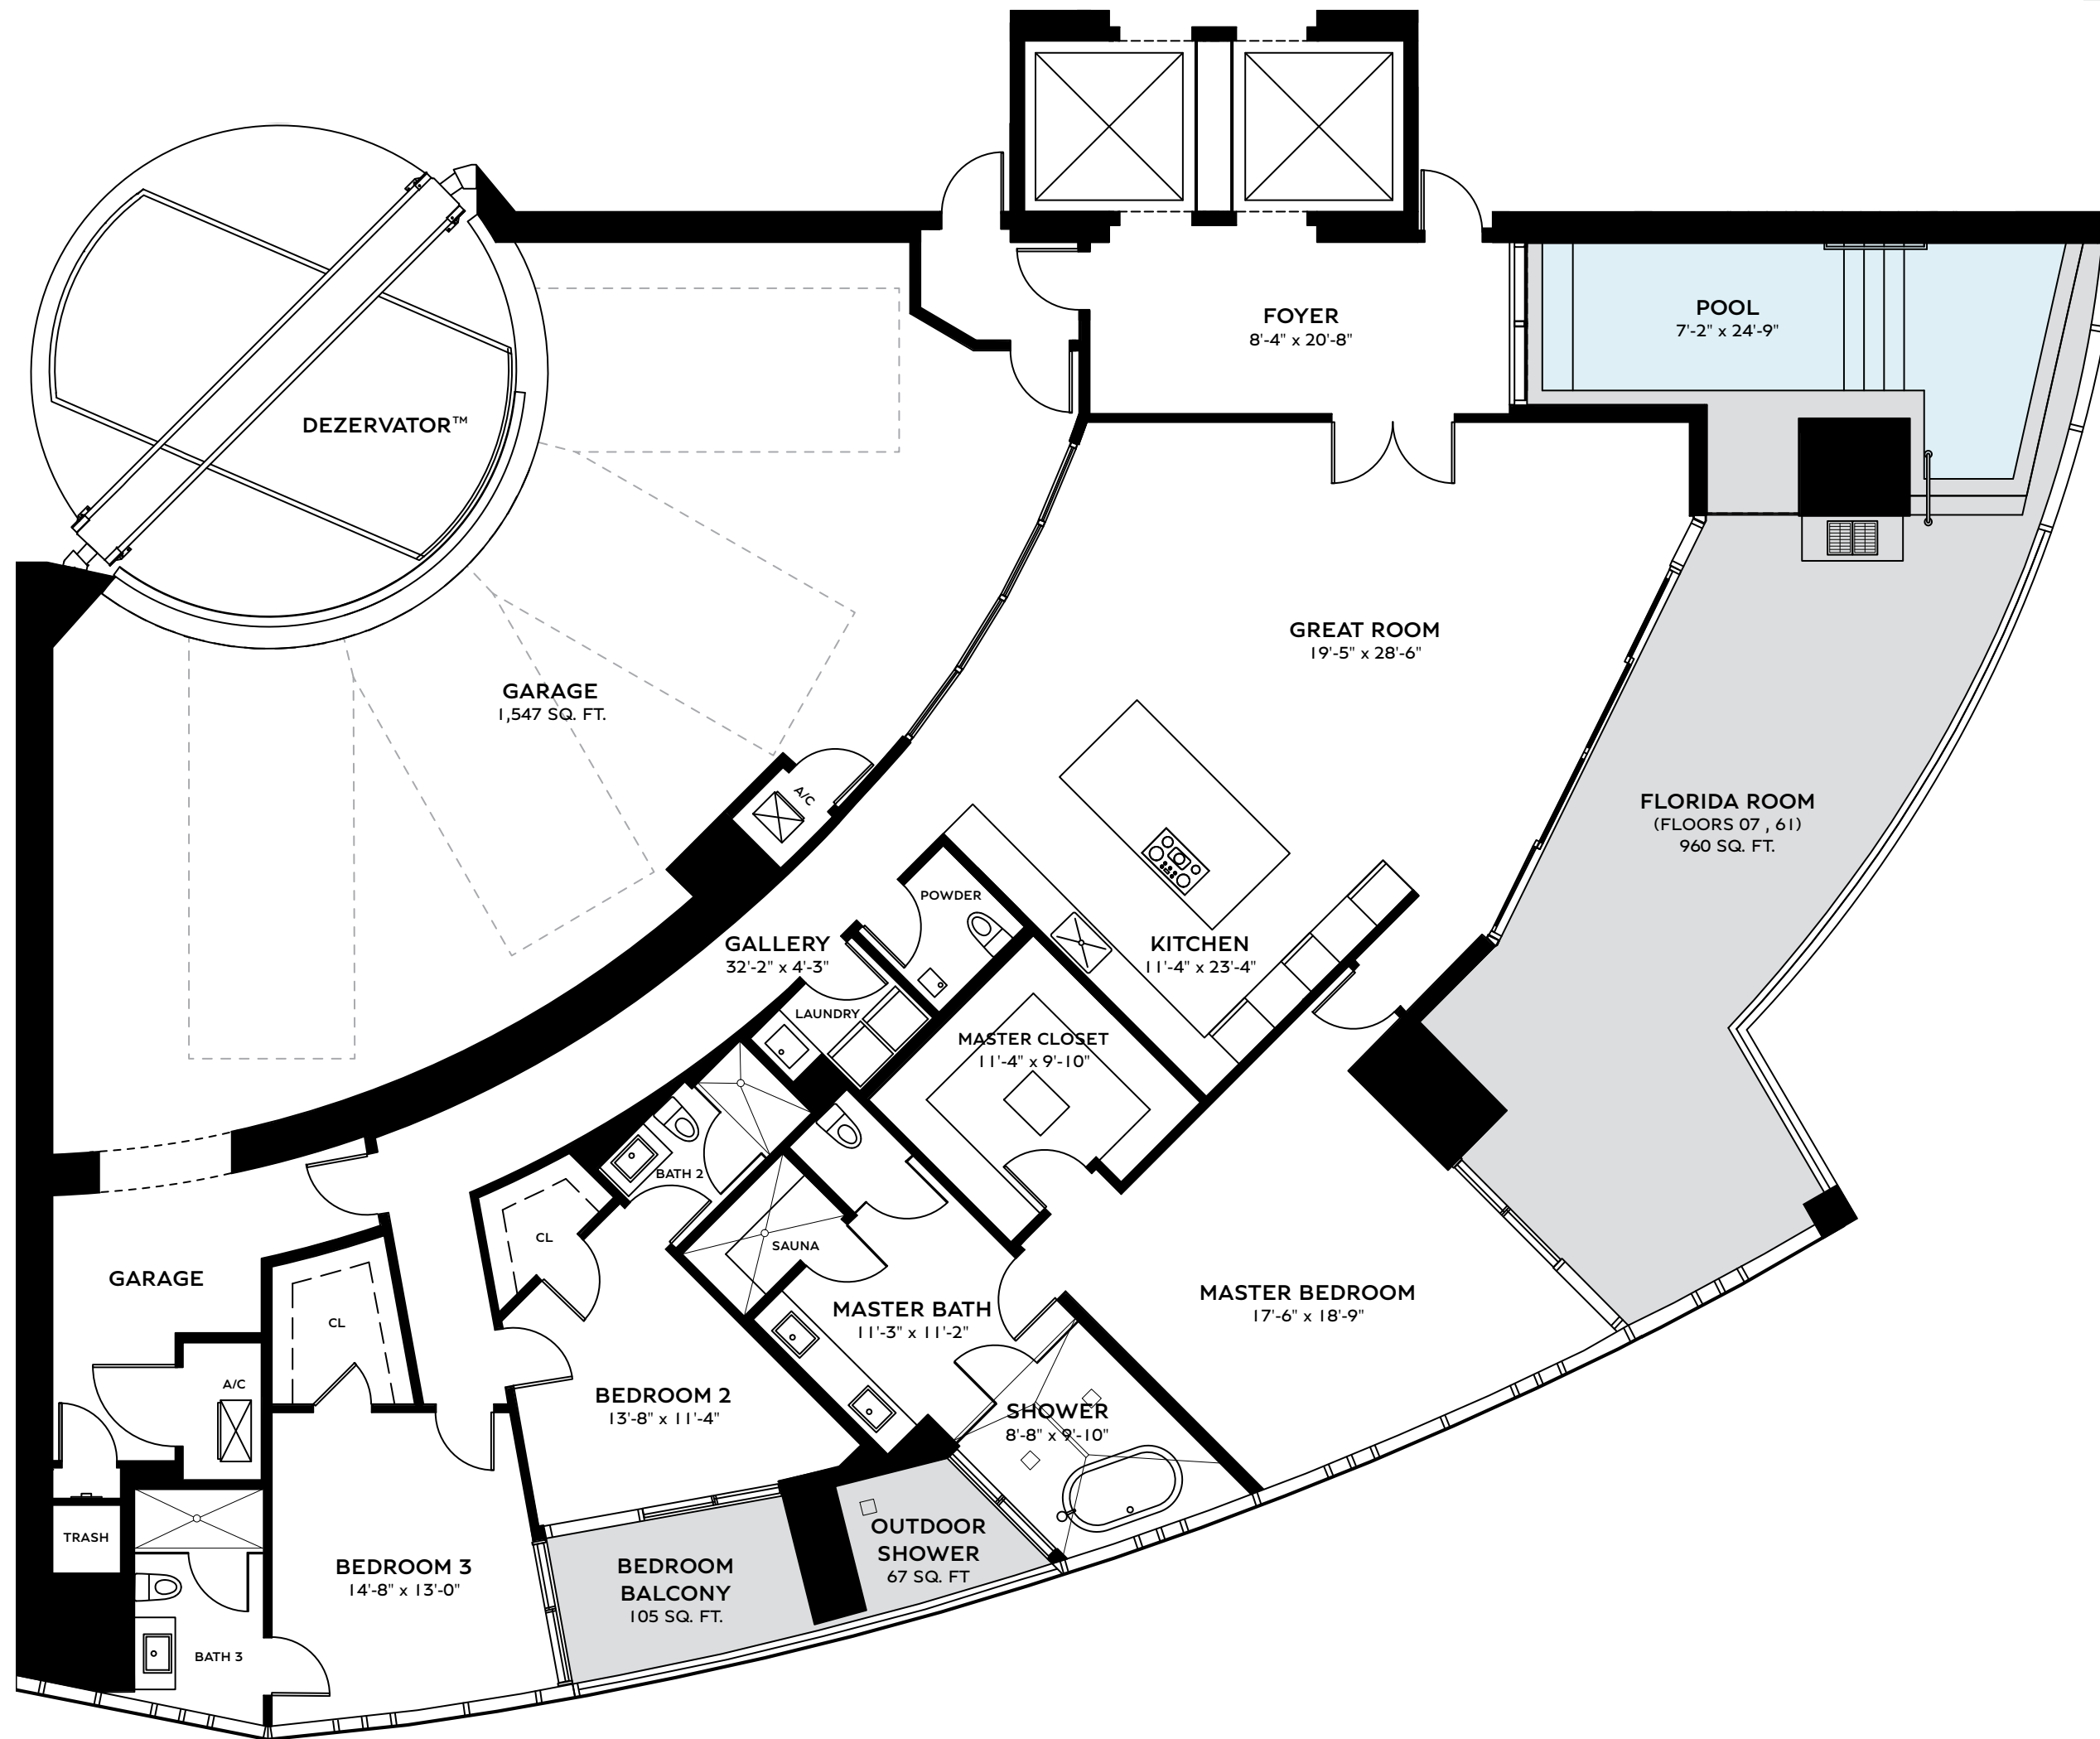 FOYER
8'-4" x 20'-8"
POOL
7'-2" x 24'-9"
DEZERVATOR™
GREAT ROOM
19'-5" x 28'-6"
GARAGE
1,547 SQ. FT.
A/C
FLORIDA ROOM
(FLOORS 07 , 61)
960 SQ. FT.
POWDER
GALLERY
32'-2" x 4'-3"
KITCHEN
11'-4" x 23'-4"
LAUNDRY
MASTER CLOSET
11'-4" x 9'-10"
BATH 2
CL
SAUNA
GARAGE
CL
MASTER BATH
11'-3" x 11'-2"
MASTER BEDROOM
17'-6" x 18'-9"
A/C
BEDROOM 2
13'-8" x 11'-4"
SHOWER
8'-8" x 9'-10"
TRASH
BEDROOM 3
14'-8" x 13'-0"
BEDROOM
BALCONY
105 SQ. FT.
OUTDOOR
SHOWER
67 SQ. FT
BATH 3